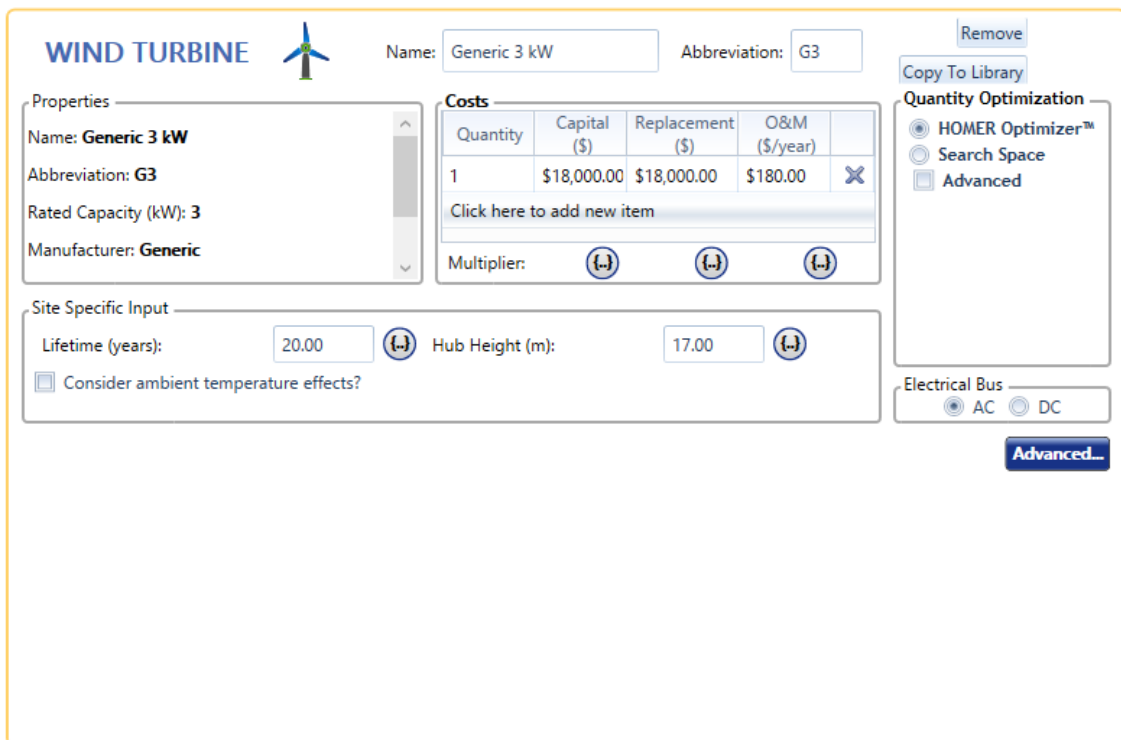 WIND TURBINE
Name: Generic 3 kW
Abbreviation: G3
Remove
Copy To Library
Properties
Name: Generic 3 kW
Abbreviation: G3
Rated Capacity (kW): 3
Manufacturer: Generic
Costs
Quantity Capital ($) Replacement ($) O&M ($/year)
1 $18,000.00 $18,000.00 $180.00
Click here to add new item
Multiplier: {..} {..} {..}
Quantity Optimization
HOMER Optimizer™
Search Space
Advanced
Site Specific Input
Lifetime (years): 20.00 {..} Hub Height (m): 17.00 {..}
Consider ambient temperature effects?
Electrical Bus
AC DC
Advanced...